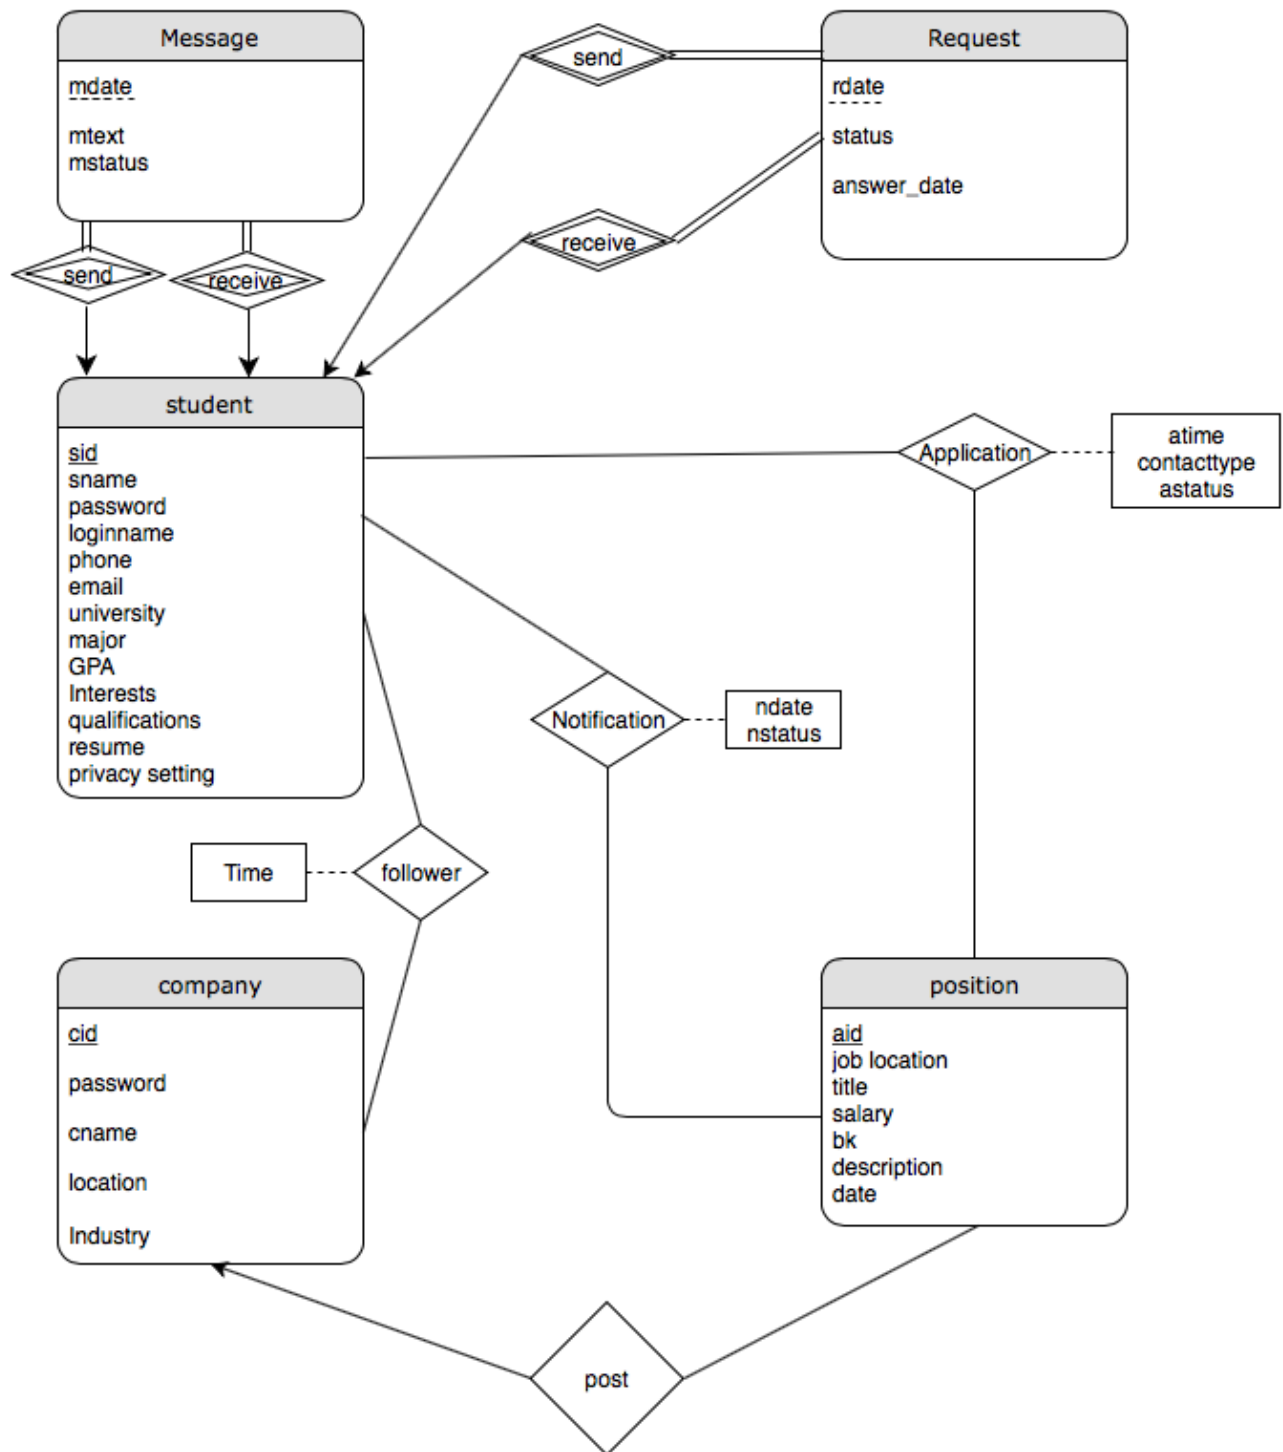 Message
mdate
mtext
mstatus
send
receive
send
receive
Request
rdate
status
answer_date
student
sid
sname
password
loginname
phone
email
university
major
GPA
Interests
qualifications
resume
privacy setting
Application
atime
contacttype
astatus
Notification
ndate
nstatus
Time
follower
company
cid
password
cname
location
Industry
position
aid
job location
title
salary
bk
description
date
post